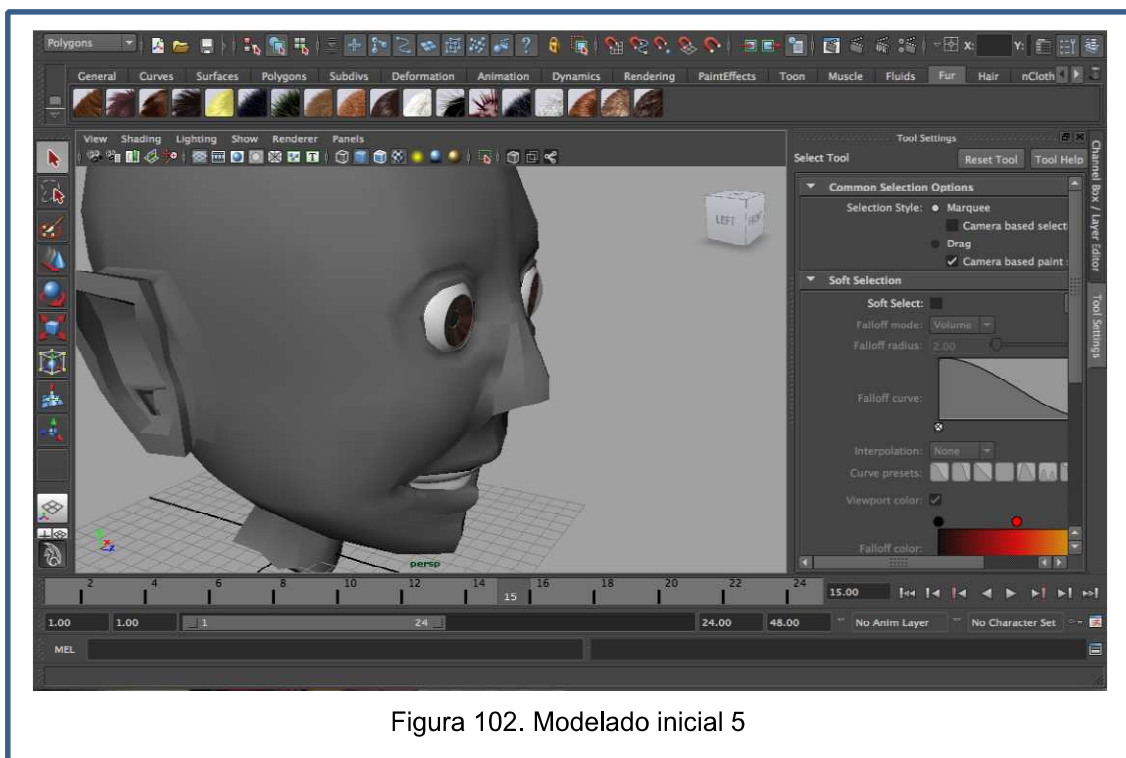 Polygons X: Y:
General Curves Surfaces Polygons Subdivs Deformation Animation Dynamics Rendering PaintEffects Toon Muscle Fluids Fur Hair nCloth
View Shading Lighting Show Renderer Panels
Tool Settings
Select Tool Reset Tool Tool Help
Common Selection Options
Selection Style: Marquee
Camera based selecti
Drag
Camera based paint
Soft Selection
Soft Select:
Falloff mode: Volume
Falloff radius: 2.00
Falloff curve:
Interpolation: None
Curve presets:
Viewport color:
Falloff color:
Channel Box / Layer Editor
Tool Settings
LEFT
persp
2 4 6 8 10 12 14 15 16 18 20 22 24 15.00
1.00 1.00 1 24 24.00 48.00 No Anim Layer No Character Set
MEL
Figura 102. Modelado inicial 5